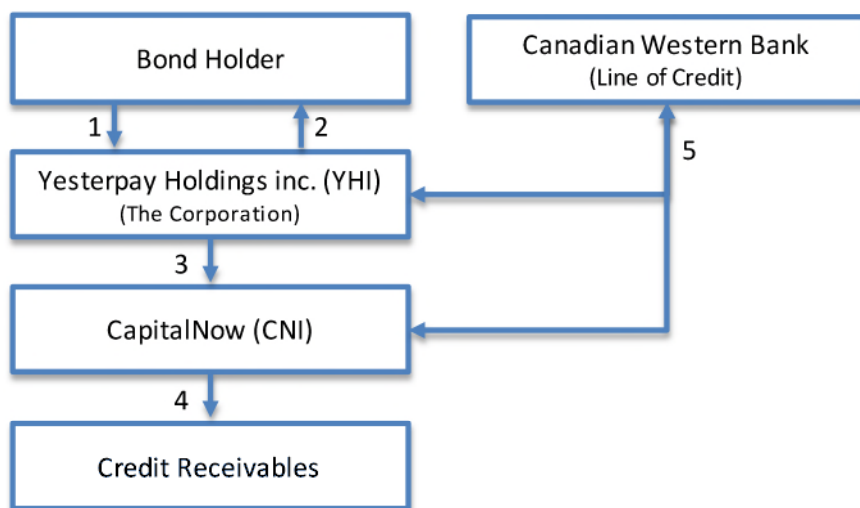 Bond Holder
Canadian Western Bank
(Line of Credit)
1
2
5
Yesterpay Holdings inc. (YHI)
(The Corporation)
3
CapitalNow (CNI)
4
Credit Receivables